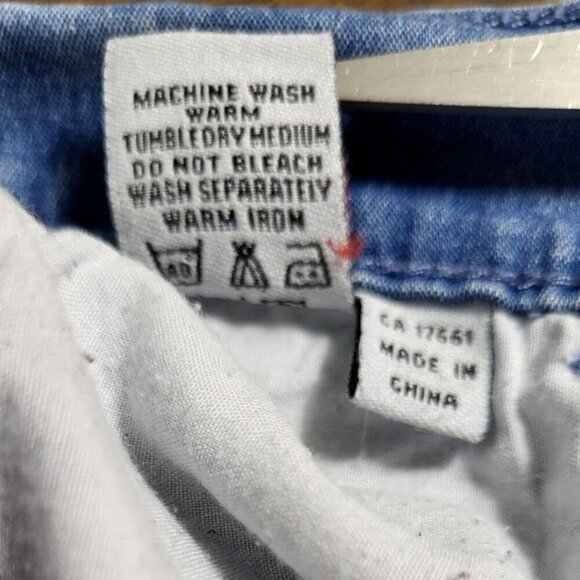 MACHINE WASH
WARM
TUMBLEDRY MEDIUM
DO NOT BLEACH
WASH SEPARATELY
WARM IRON
CA 17661
MADE IN
CHINA